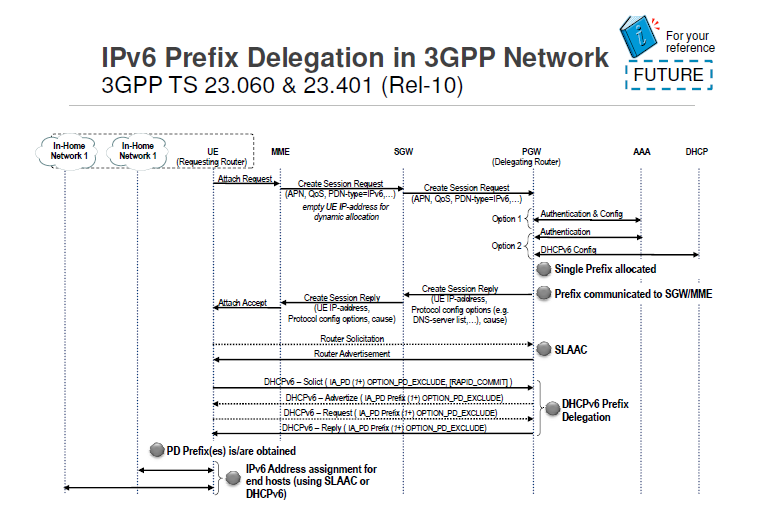 IPv6 Prefix Delegation in 3GPP Network
3GPP TS 23.060 & 23.401 (Rel-10)
For your
reference
FUTURE
In-Home
Network 1
In-Home
Network 1
UE
(Requesting Router)
MME
SGW
PGW
(Delegating Router)
AAA
DHCP
Attach Request
Create Session Request
(APN, QoS, PDN-type=IPv6,…)
empty UE IP-address for
dynamic allocation
Create Session Request
(APN, QoS, PDN-type=IPv6,…)
Option 1
Authentication & Config
Option 2
Authentication
DHCPv6 Config
Single Prefix allocated
Prefix communicated to SGW/MME
Create Session Reply
(UE IP-address,
Protocol config options (e.g.
DNS-server list,…), cause)
Create Session Reply
(UE IP-address,
Protocol config options, cause)
Attach Accept
Router Solicitation
Router Advertisement
SLAAC
DHCPv6 – Solict ( IA_PD (1+) OPTION_PD_EXCLUDE, [RAPID_COMMIT] )
DHCPv6 – Advertize ( IA_PD Prefix (1+) OPTION_PD_EXCLUDE)
DHCPv6 – Request ( IA_PD Prefix (1+) OPTION_PD_EXCLUDE)
DHCPv6 – Reply ( IA_PD Prefix (1+) OPTION_PD_EXCLUDE)
DHCPv6 Prefix
Delegation
PD Prefix(es) is/are obtained
IPv6 Address assignment for
end hosts (using SLAAC or
DHCPv6)